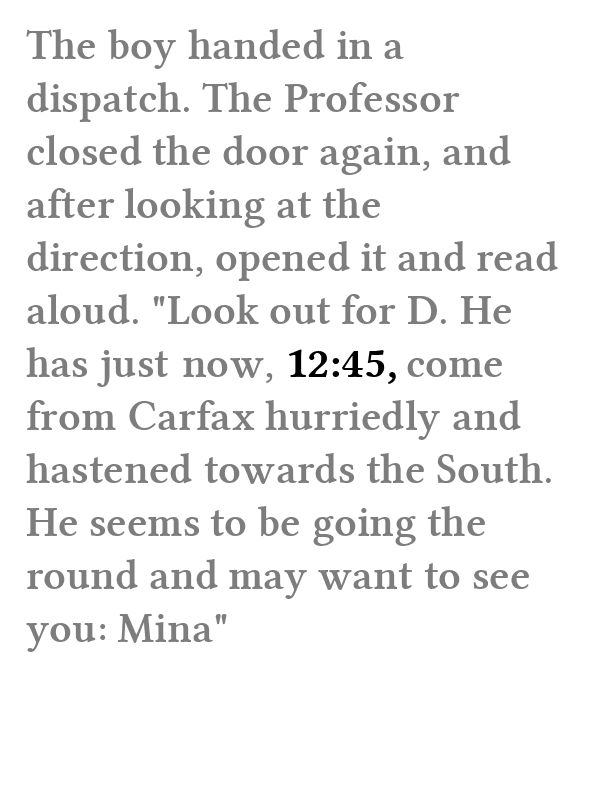 The boy handed in a
dispatch. The Professor
closed the door again, and
after looking at the
direction, opened it and read
aloud. "Look out for D. He
has just now, 12:45, come
from Carfax hurriedly and
hastened towards the South.
He seems to be going the
round and may want to see
you: Mina"